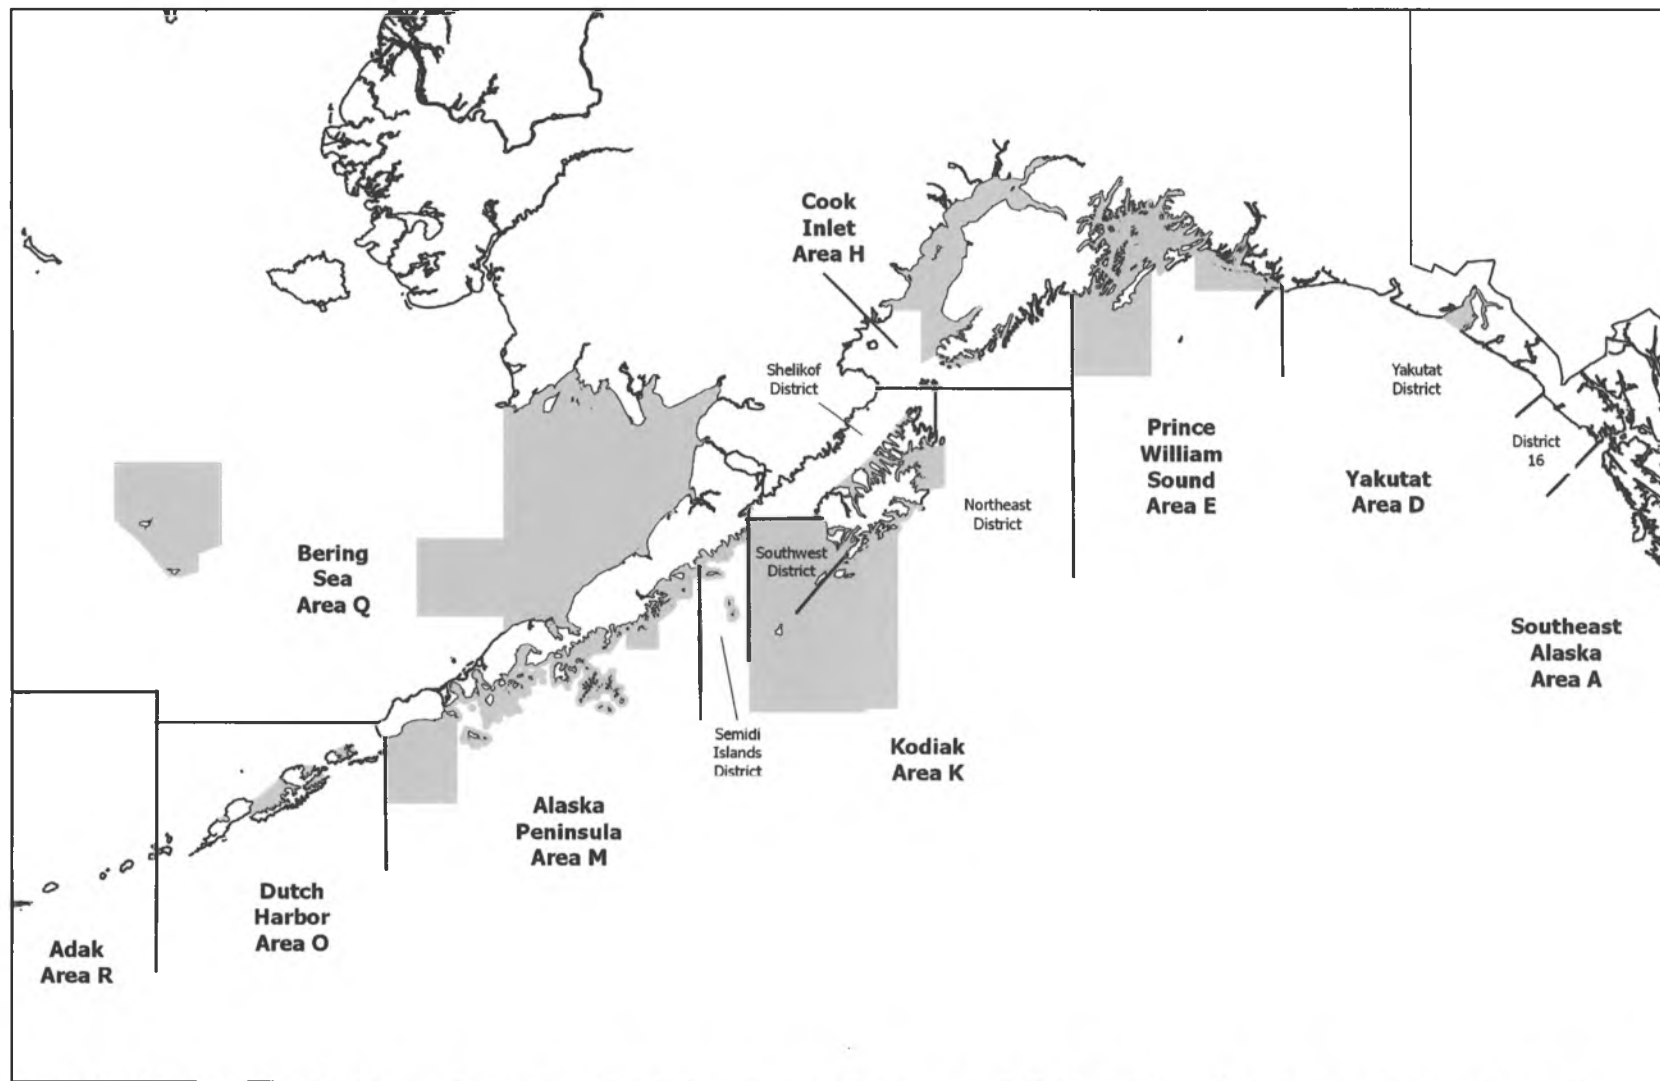 Cook
Inlet
Area H
Shelikof
District
Yakutat
District
Prince
William
Sound
Area E
District
16
Yakutat
Area D
Northeast
District
Bering
Sea
Area Q
Southwest
District
Southeast
Alaska
Area A
Semidi
Islands
District
Kodiak
Area K
Alaska
Peninsula
Area M
Dutch
Harbor
Area O
Adak
Area R